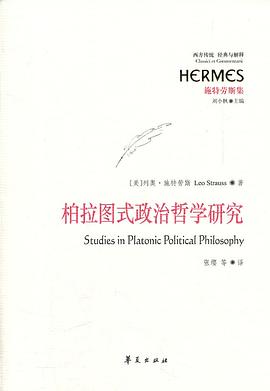 西方传统 经典与解释
Classici et Commentarii
HERMES
施特劳斯集
刘小枫●主编
[美]列奥·施特劳斯 Leo Strauss ●著
柏拉图式政治哲学研究
Studies in Platonic Political Philosophy
张缨 等●译
华夏出版社